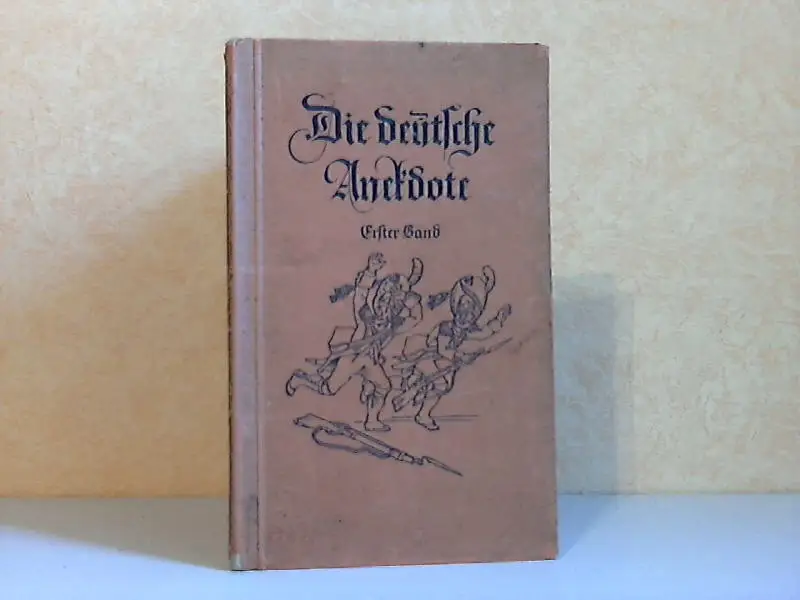 Die deutsche
Anekdote
Erster Band